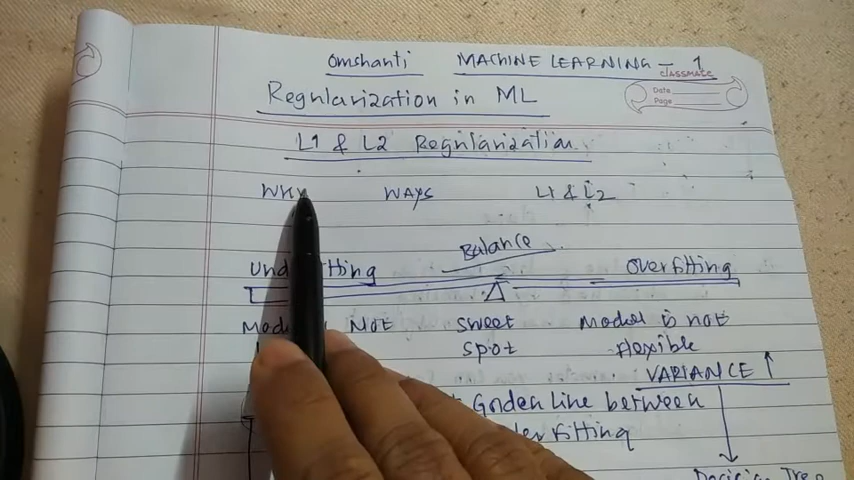 Omshanti MACHINE LEARNING - 1
CLASSMATE
Date
Page
Regularization in ML
L1 & L2 Regularization
WHY WAYS L1 & L2
Balance
Overfitting
Not sweet Model is not
spot flexible
VARIANCE ↑
Golden Line between
fitting